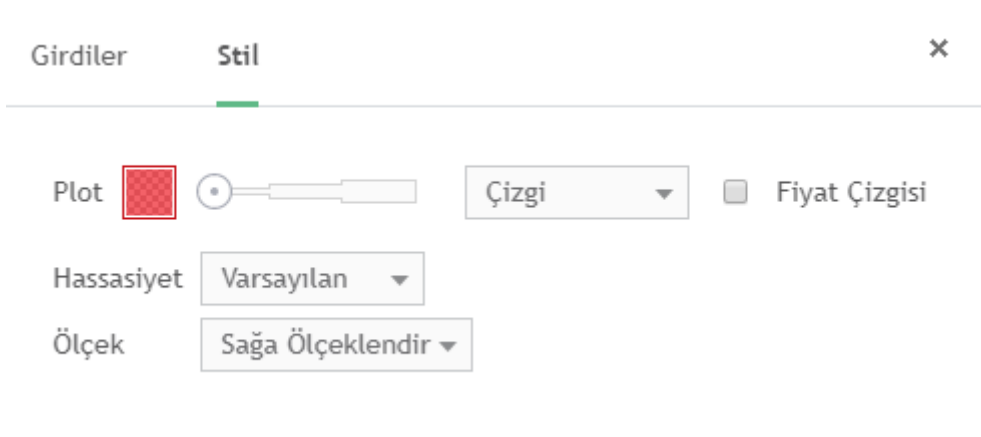 Girdiler Stil ×
Plot Çizgi Fiyat Çizgisi
Hassasiyet Varsayılan
Ölçek Sağa Ölçeklendir